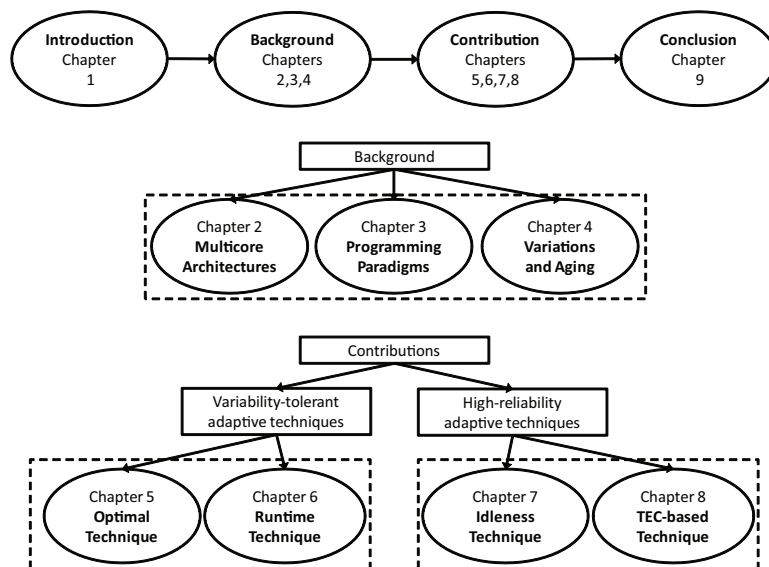 Introduction
Chapter
1
Background
Chapters
2,3,4
Contribution
Chapters
5,6,7,8
Conclusion
Chapter
9
Background
Chapter 2
Multicore
Architectures
Chapter 3
Programming
Paradigms
Chapter 4
Variations
and Aging
Contributions
Variability-tolerant
adaptive techniques
High-reliability
adaptive techniques
Chapter 5
Optimal
Technique
Chapter 6
Runtime
Technique
Chapter 7
Idleness
Technique
Chapter 8
TEC-based
Technique